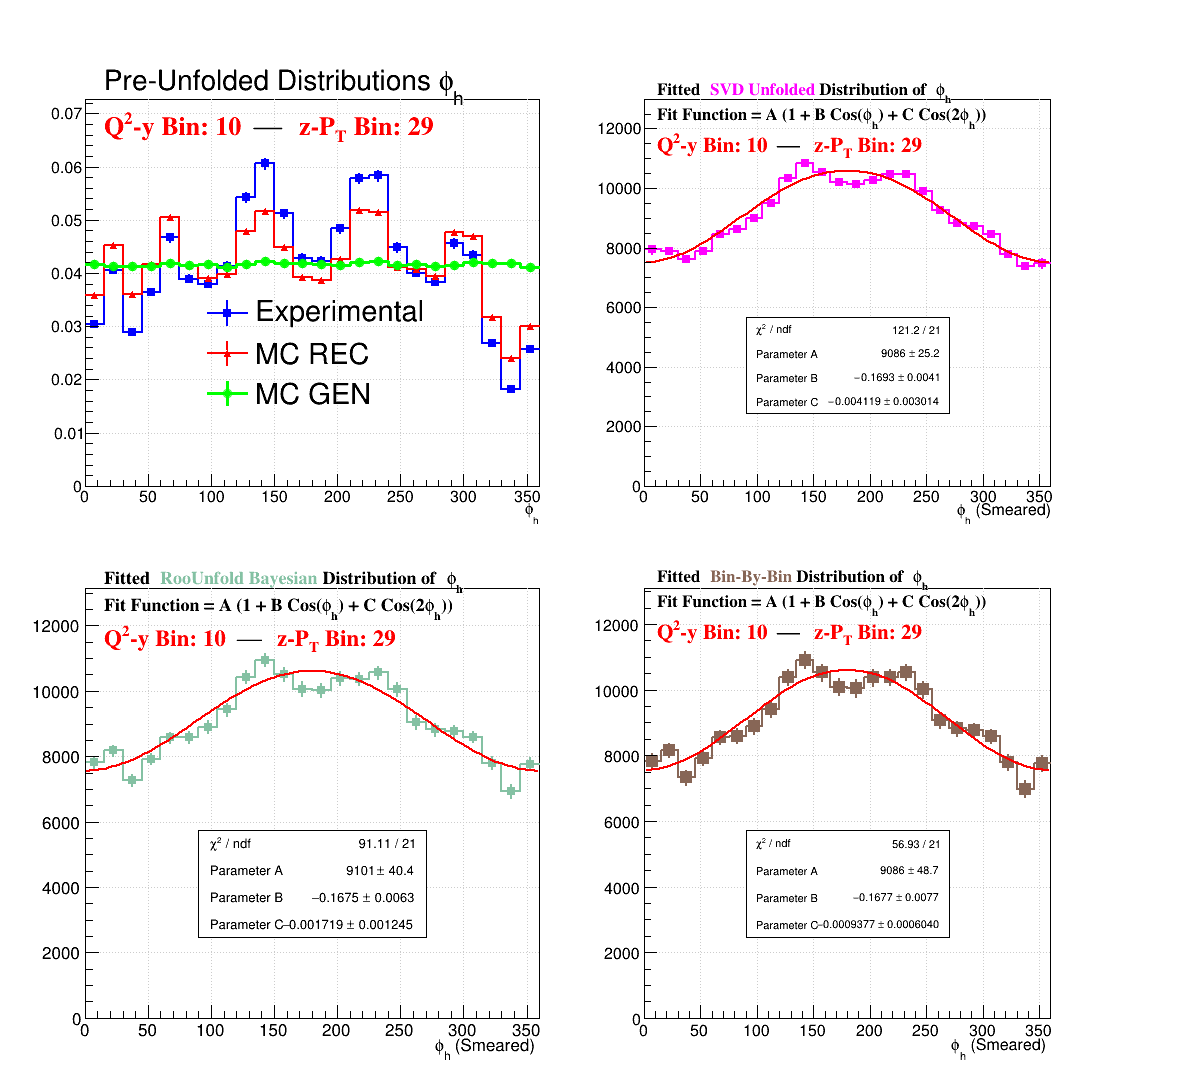 Pre-Unfolded Distributions ϕh
Q²-y Bin: 10 — z-PT Bin: 29
0.07
0.06
0.05
0.04
0.03
0.02
0.01
0
Experimental
MC REC
MC GEN
0 50 100 150 200 250 300 350
ϕh
Fitted SVD Unfolded Distribution of ϕh
Fit Function = A (1 + B Cos(ϕh) + C Cos(2ϕh))
Q²-y Bin: 10 — z-PT Bin: 29
12000
10000
8000
6000
4000
2000
0
χ² / ndf 121.2 / 21
Parameter A 9086 ± 25.2
Parameter B −0.1693 ± 0.0041
Parameter C −0.004119 ± 0.003014
0 50 100 150 200 250 300 350
ϕh (Smeared)
Fitted RooUnfold Bayesian Distribution of ϕh
Fit Function = A (1 + B Cos(ϕh) + C Cos(2ϕh))
Q²-y Bin: 10 — z-PT Bin: 29
12000
10000
8000
6000
4000
2000
0
χ² / ndf 91.11 / 21
Parameter A 9101 ± 40.4
Parameter B −0.1675 ± 0.0063
Parameter C −0.001719 ± 0.001245
0 50 100 150 200 250 300 350
ϕh (Smeared)
Fitted Bin-By-Bin Distribution of ϕh
Fit Function = A (1 + B Cos(ϕh) + C Cos(2ϕh))
Q²-y Bin: 10 — z-PT Bin: 29
12000
10000
8000
6000
4000
2000
0
χ² / ndf 56.93 / 21
Parameter A 9086 ± 48.7
Parameter B −0.1677 ± 0.0077
Parameter C −0.0009377 ± 0.0006040
0 50 100 150 200 250 300 350
ϕh (Smeared)